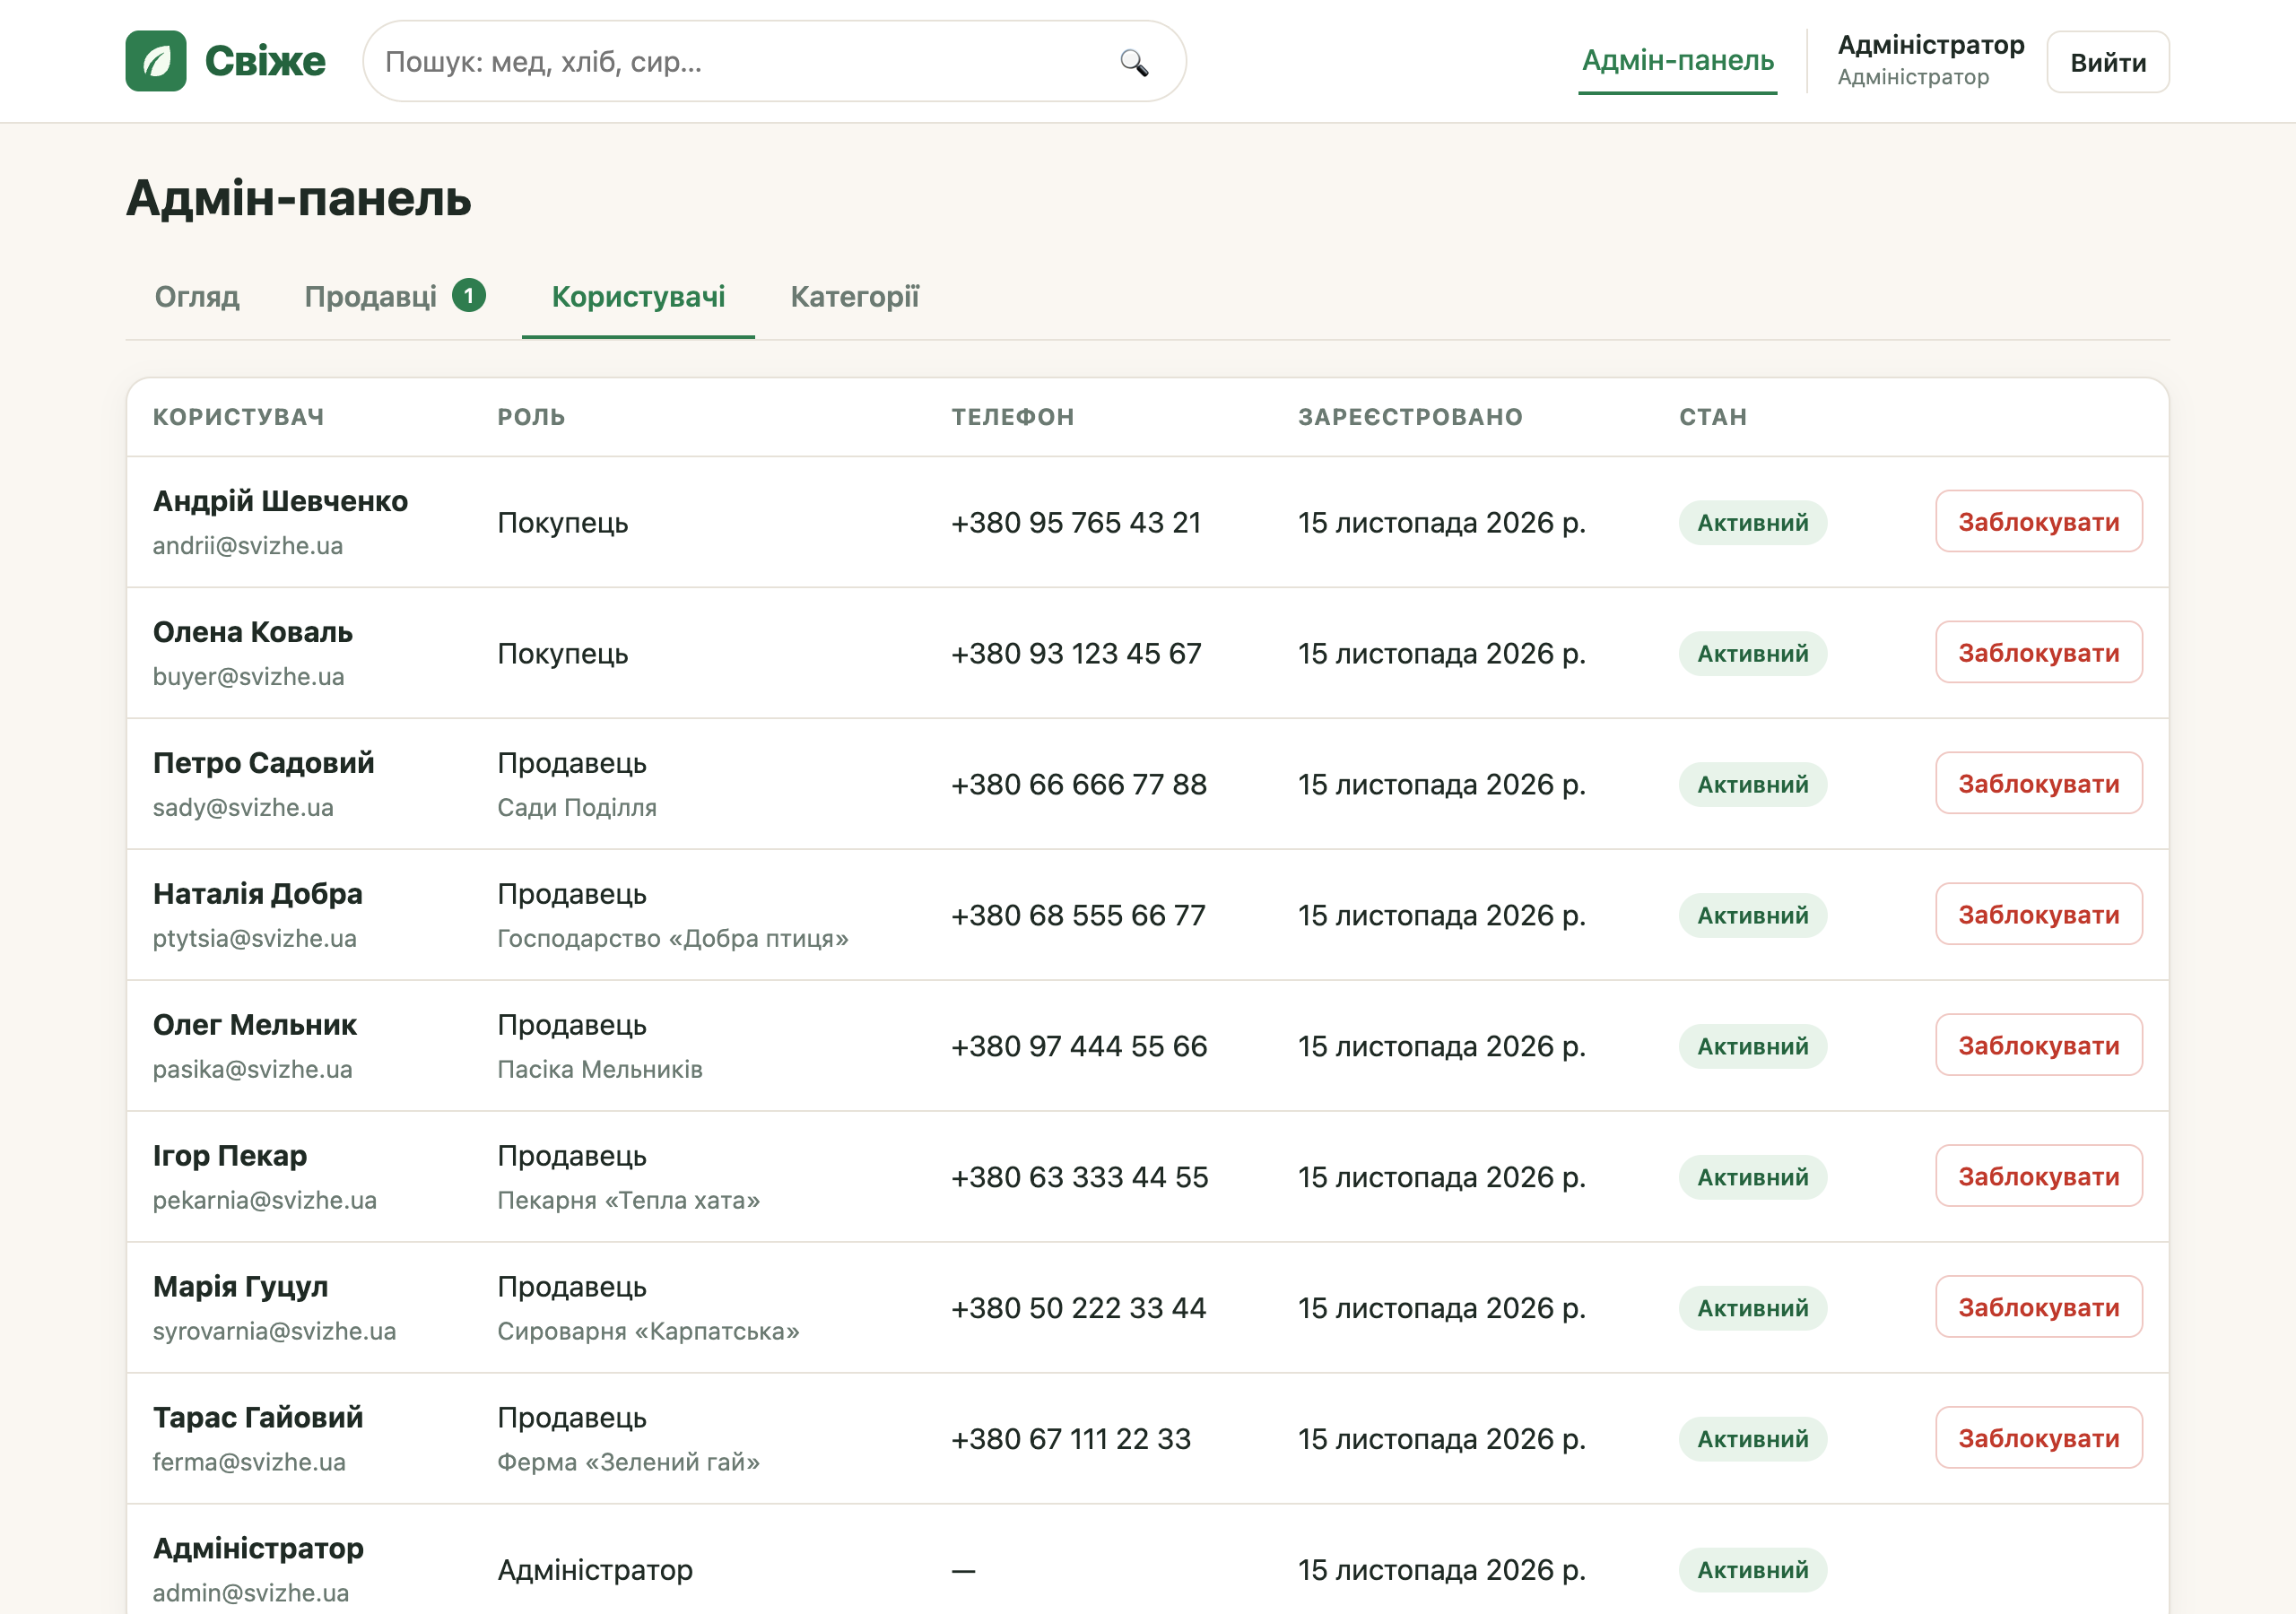 Свіже
Пошук: мед, хліб, сир...
Адмін-панель
Адміністратор
Адміністратор
Вийти
Адмін-панель
Огляд
Продавці 1
Користувачі
Категорії
КОРИСТУВАЧ РОЛЬ ТЕЛЕФОН ЗАРЕЄСТРОВАНО СТАН
Андрій Шевченко
andrii@svizhe.ua
Покупець
+380 95 765 43 21
15 листопада 2026 р.
Активний
Заблокувати
Олена Коваль
buyer@svizhe.ua
Покупець
+380 93 123 45 67
15 листопада 2026 р.
Активний
Заблокувати
Петро Садовий
sady@svizhe.ua
Продавець
Сади Поділля
+380 66 666 77 88
15 листопада 2026 р.
Активний
Заблокувати
Наталія Добра
ptytsia@svizhe.ua
Продавець
Господарство «Добра птиця»
+380 68 555 66 77
15 листопада 2026 р.
Активний
Заблокувати
Олег Мельник
pasika@svizhe.ua
Продавець
Пасіка Мельників
+380 97 444 55 66
15 листопада 2026 р.
Активний
Заблокувати
Ігор Пекар
pekarnia@svizhe.ua
Продавець
Пекарня «Тепла хата»
+380 63 333 44 55
15 листопада 2026 р.
Активний
Заблокувати
Марія Гуцул
syrovarnia@svizhe.ua
Продавець
Сироварня «Карпатська»
+380 50 222 33 44
15 листопада 2026 р.
Активний
Заблокувати
Тарас Гайовий
ferma@svizhe.ua
Продавець
Ферма «Зелений гай»
+380 67 111 22 33
15 листопада 2026 р.
Активний
Заблокувати
Адміністратор
admin@svizhe.ua
Адміністратор
—
15 листопада 2026 р.
Активний